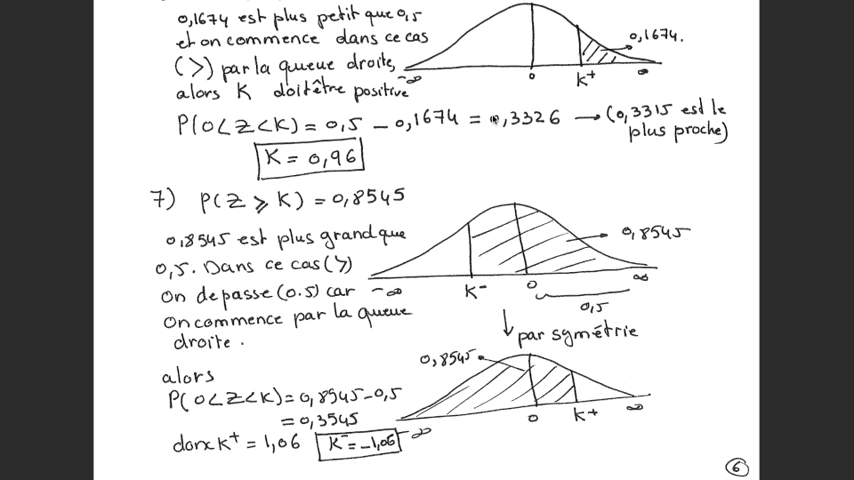 0,1674 est plus petit que 0,5
et on commence dans ce cas
(>) par la queue droite,
alors K doit être positive
0,1674.
-∞ 0 K+ ∞
P(0<Z<K) = 0,5 - 0,1674 = 0,3326 → (0,3315 est le
plus proche)
K = 0,96
7) P(Z ⩾ K) = 0,8545
0,8545 est plus grand que
0,5. Dans ce cas (>)
On depasse (0.5) car
On commence par la queue
droite.
0,8545
-∞ K- 0 ∞
0,5
↓ par symétrie
0,8545
alors
P(0<Z<K) = 0,8545-0,5
= 0,3545
donc K+ = 1,06 K- = -1,06
-∞ 0 K+ ∞
6